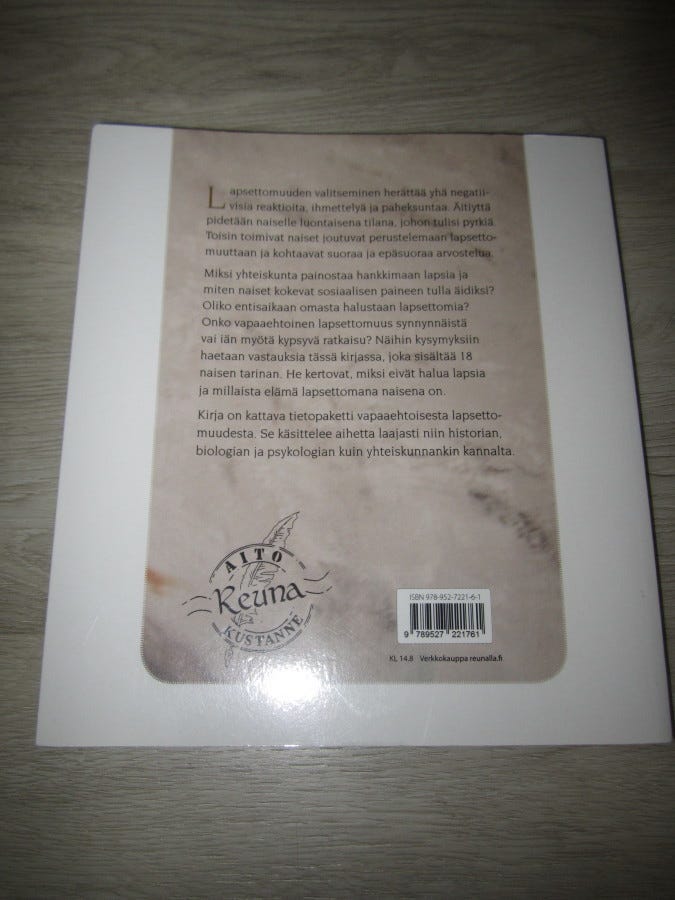 Lapsettomuuden valitseminen herättää yhä negatii-
visia reaktioita, ihmettelyä ja paheksuntaa. Äitiyttä
pidetään naiselle luontaisena tilana, johon tulisi pyrkiä.
Toisin toimivat naiset joutuvat perustelemaan lapsetto-
muuttaan ja kohtaavat suoraa ja epäsuoraa arvostelua.
Miksi yhteiskunta painostaa hankkimaan lapsia ja
miten naiset kokevat sosiaalisen paineen tulla äidiksi?
Oliko entisaikaan omasta halustaan lapsettomia?
Onko vapaaehtoinen lapsettomuus synnynnäistä
vai iän myötä kypsyvä ratkaisu? Näihin kysymyksiin
haetaan vastauksia tässä kirjassa, joka sisältää 18
naisen tarinan. He kertovat, miksi eivät halua lapsia
ja millaista elämä lapsettomana naisena on.
Kirja on kattava tietopaketti vapaaehtoisesta lapsetto-
muudesta. Se käsittelee aihetta laajasti niin historian,
biologian ja psykologian kuin yhteiskunnankin kannalta.
AITO
Reuna
KUSTANNE
ISBN 978-952-7221-6-1
9 789527 221761
KL 14.8 Verkkokauppa reunalla.fi